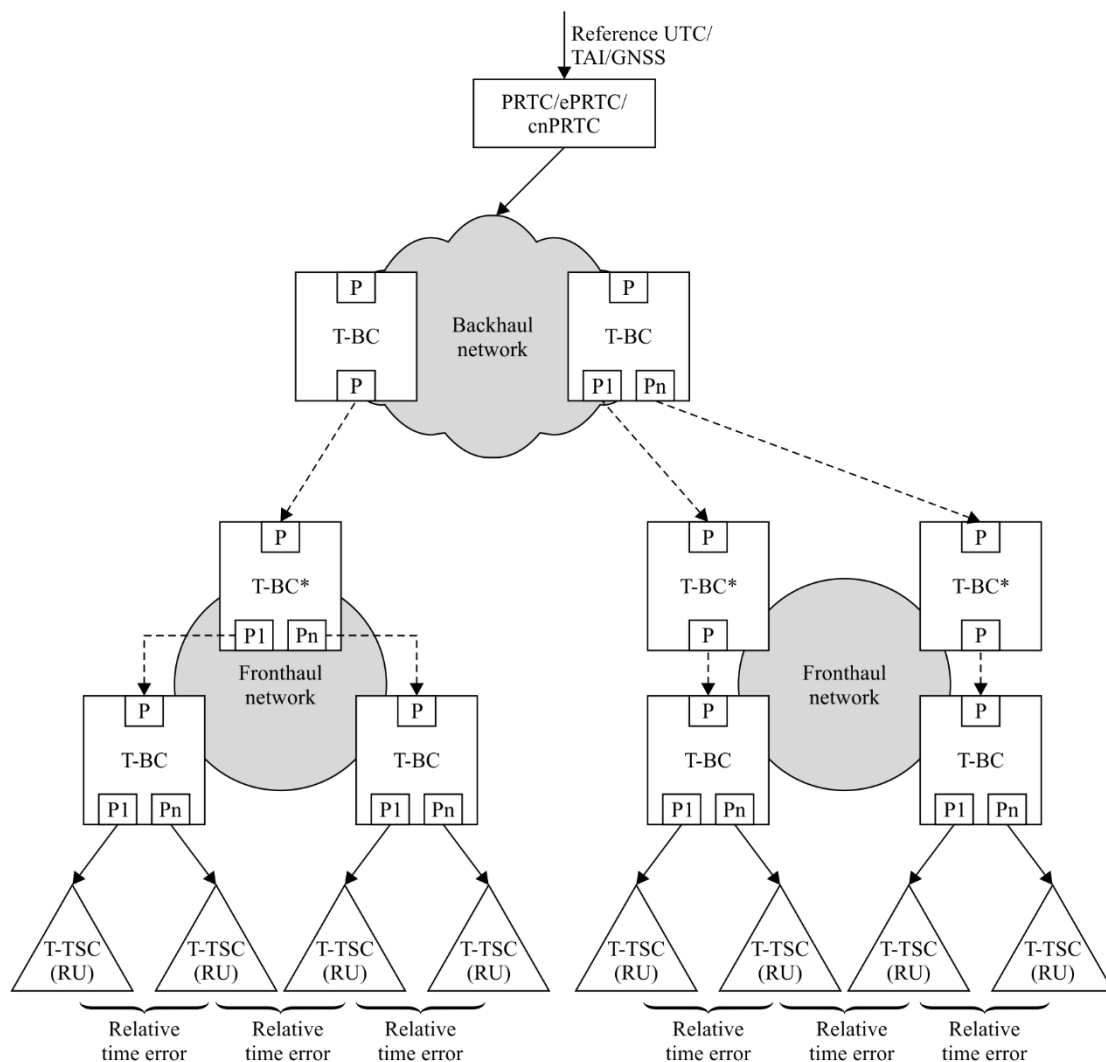 Reference UTC/
TAI/GNSS
PRTC/ePRTC/
cnPRTC
P
P
T-BC
Backhaul
network
T-BC
P
P1
Pn
P
P
P
T-BC*
T-BC*
T-BC*
P1
Pn
P
P
Fronthaul
network
Fronthaul
network
P
P
P
P
T-BC
T-BC
T-BC
T-BC
P1
Pn
P1
Pn
P1
Pn
P1
Pn
T-TSC
(RU)
T-TSC
(RU)
T-TSC
(RU)
T-TSC
(RU)
T-TSC
(RU)
T-TSC
(RU)
T-TSC
(RU)
T-TSC
(RU)
Relative
time error
Relative
time error
Relative
time error
Relative
time error
Relative
time error
Relative
time error